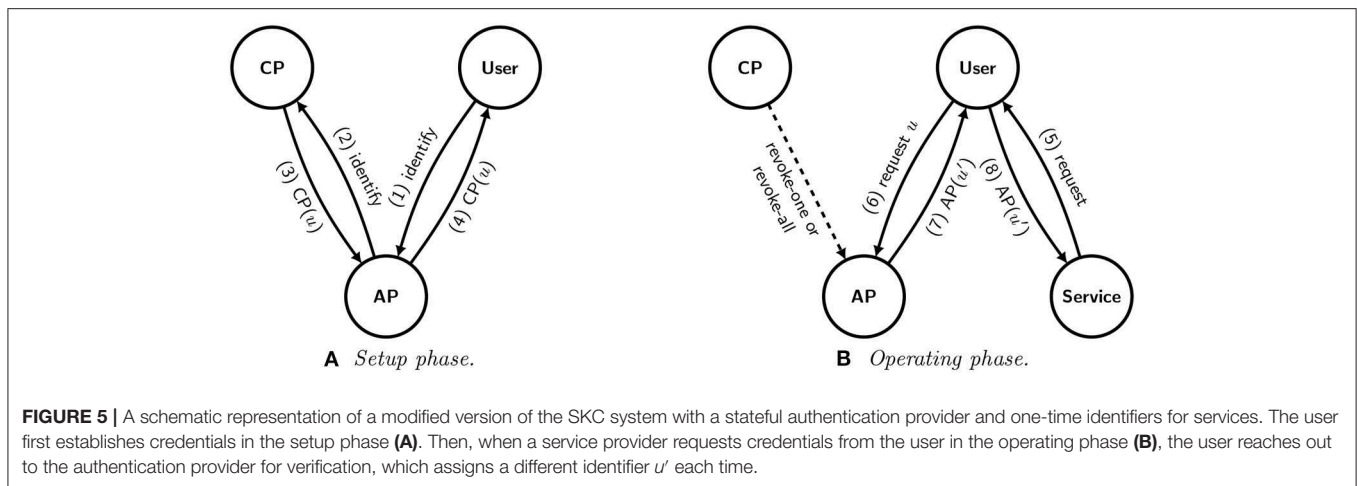 CP
User
(1) identify
(2) identify
(3) CP(u)
(4) CP(u)
AP
A Setup phase.
CP
User
revoke-one or
revoke-all
(6) request u
(7) AP(u′)
(8) AP(u′)
(5) request
AP
Service
B Operating phase.
FIGURE 5 | A schematic representation of a modified version of the SKC system with a stateful authentication provider and one-time identifiers for services. The user
first establishes credentials in the setup phase (A). Then, when a service provider requests credentials from the user in the operating phase (B), the user reaches out
to the authentication provider for verification, which assigns a different identifier u′ each time.